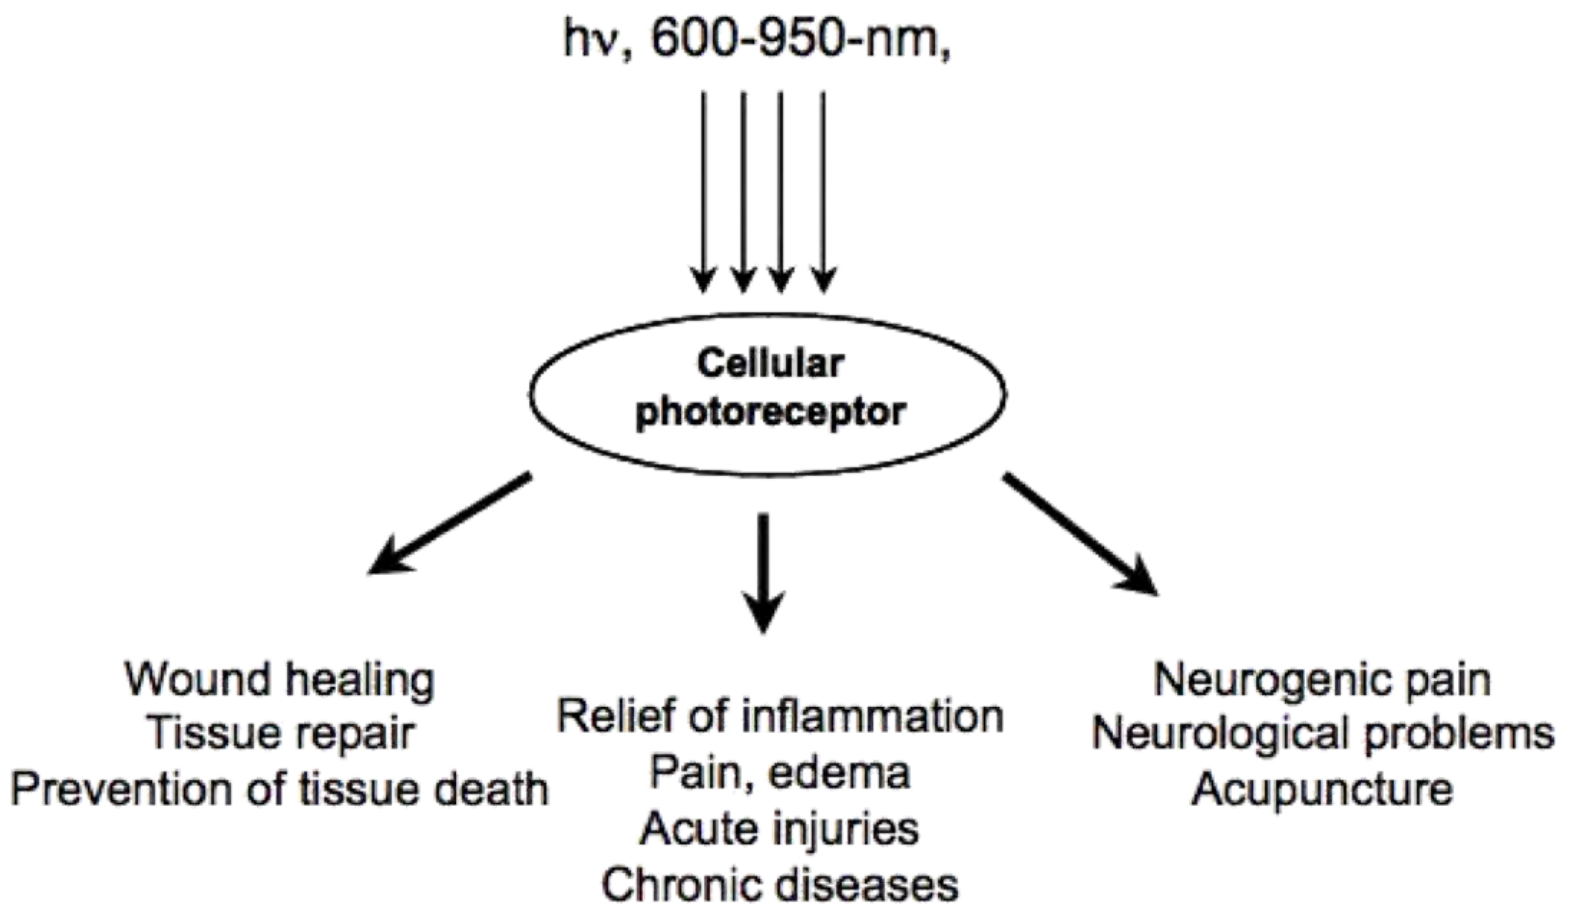 hν, 600-950-nm,
Cellular
photoreceptor
Wound healing
Tissue repair
Prevention of tissue death
Relief of inflammation
Pain, edema
Acute injuries
Chronic diseases
Neurogenic pain
Neurological problems
Acupuncture